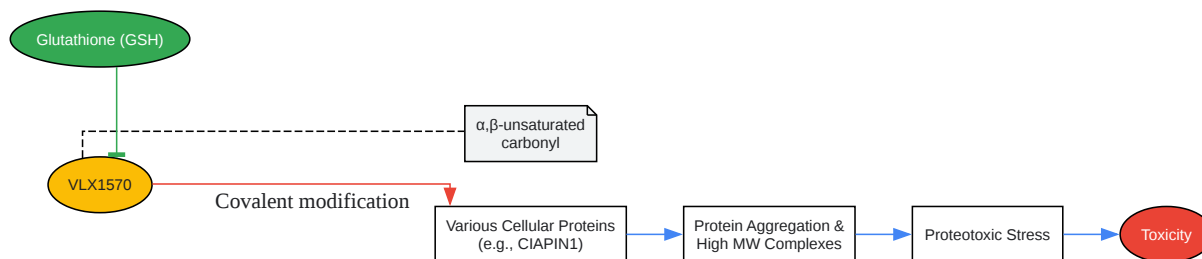 Glutathione (GSH)
α,β-unsaturated
carbonyl
VLX1570
Covalent modification
Various Cellular Proteins
(e.g., CIAPIN1)
Protein Aggregation &
High MW Complexes
Proteotoxic Stress
Toxicity